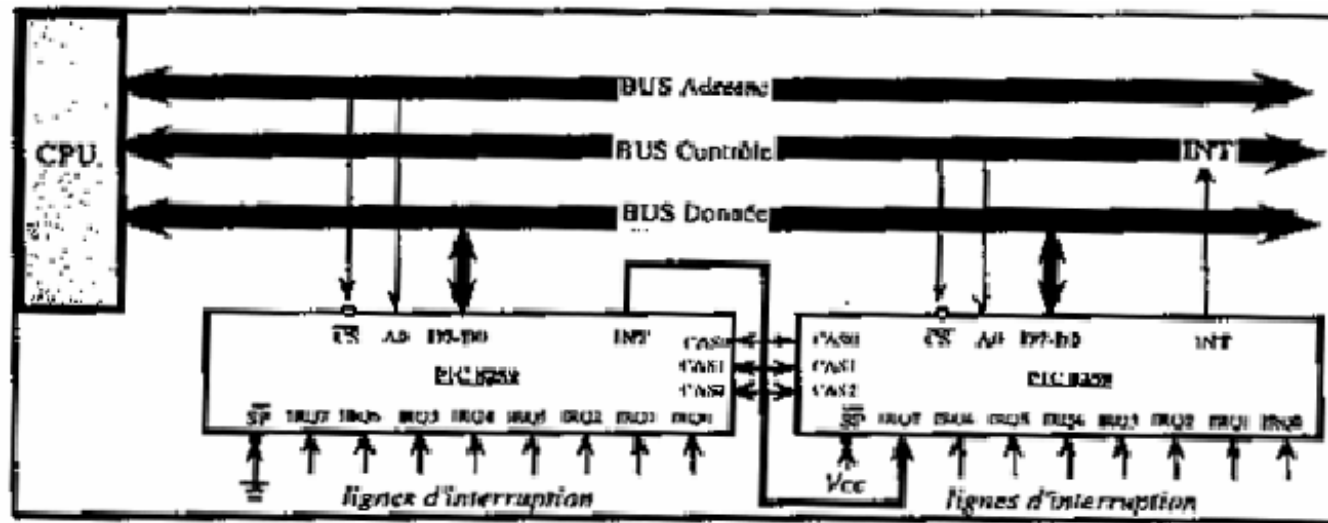 BUS Adresse
CPU
BUS Contrôle
INT
BUS Donnée
CS A0 D7-D0 INT CAS0
CAS1
PIC 8259
CAS2
SP IRQ7 IRQ6 IRQ5 IRQ4 IRQ3 IRQ2 IRQ1 IRQ0
lignes d'interruption
CAS0 CS A0 D7-D0 INT
CAS1
PIC 8259
CAS2
SP IRQ7 IRQ6 IRQ5 IRQ4 IRQ3 IRQ2 IRQ1 IRQ0
Vcc
lignes d'interruption